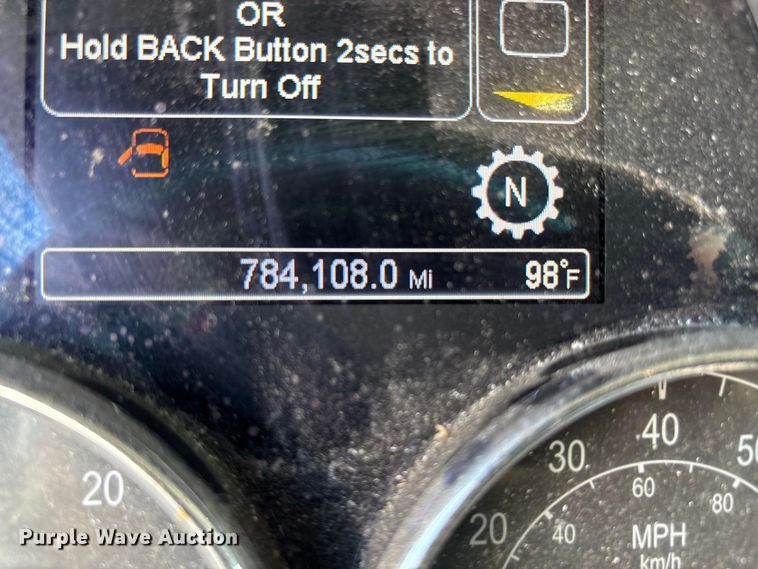 OR
Hold BACK Button 2secs to
Turn Off
N
784,108.0 Mi 98°F
20
20 30 40
40 60 80
MPH
km/h
Purple Wave Auction